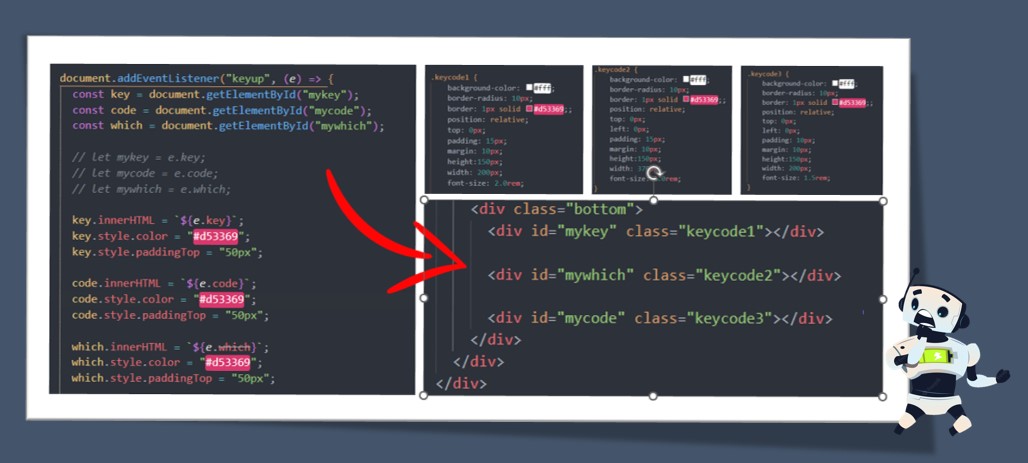 document.addEventListener("keyup", (e) => {
const key = document.getElementById("mykey");
const code = document.getElementById("mycode");
const which = document.getElementById("mywhich");
// let mykey = e.key;
// let mycode = e.code;
// let mywhich = e.which;
key.innerHTML = `${e.key}`;
key.style.color = "#d53369";
key.style.paddingTop = "50px";
code.innerHTML = `${e.code}`;
code.style.color = "#d53369";
code.style.paddingTop = "50px";
which.innerHTML = `${e.which}`;
which.style.color = "#d53369";
which.style.paddingTop = "50px";
.keycode1 {
background-color: #fff;
border-radius: 10px;
border: 1px solid #d53369;;
position: relative;
top: 0px;
padding: 15px;
margin: 10px;
height:150px;
width: 200px;
font-size: 2.0rem;
.keycode2 {
background-color: #fff;
border-radius: 10px;
border: 1px solid #d53369;;
position: relative;
top: 0px;
left: 0px;
padding: 15px;
margin: 10px;
height:150px;
width:
font-size:
}
.keycode3 {
background-color: #fff;
border-radius: 10px;
border: 1px solid #d53369;;
position: relative;
top: 0px;
left: 0px;
padding: 10px;
margin: 10px;
height:150px;
width: 200px;
font-size: 1.5rem;
}
<div class="bottom">
<div id="mykey" class="keycode1"></div>
<div id="mywhich" class="keycode2"></div>
<div id="mycode" class="keycode3"></div>
</div>
</div>
</div>